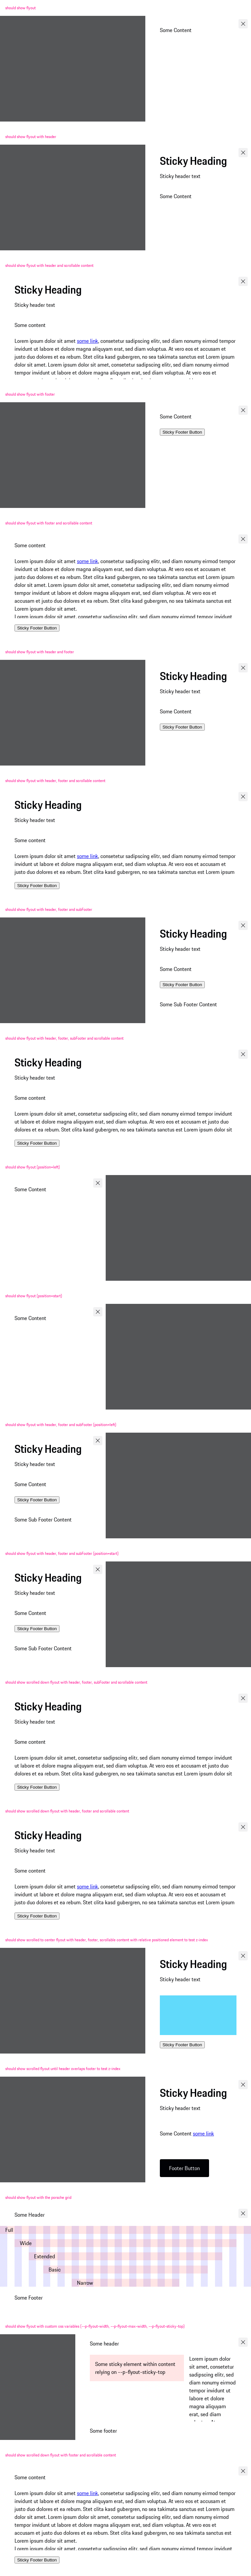 should show flyout
Some Content
should show flyout with header
Sticky Heading
Sticky header text
Some Content
should show flyout with header and scrollable content
Sticky Heading
Sticky header text
Some content
Lorem ipsum dolor sit amet some link, consetetur sadipscing elitr, sed diam nonumy eirmod tempor
invidunt ut labore et dolore magna aliquyam erat, sed diam voluptua. At vero eos et accusam et
justo duo dolores et ea rebum. Stet clita kasd gubergren, no sea takimata sanctus est Lorem
ipsum dolor sit amet. Lorem ipsum dolor sit amet, consetetur sadipscing elitr, sed diam nonumy
eirmod tempor invidunt ut labore et dolore magna aliquyam erat, sed diam voluptua. At vero eos et
should show flyout with footer
Some Content
Sticky Footer Button
should show flyout with footer and scrollable content
Some content
Lorem ipsum dolor sit amet some link, consetetur sadipscing elitr, sed diam nonumy eirmod tempor
invidunt ut labore et dolore magna aliquyam erat, sed diam voluptua. At vero eos et accusam et
justo duo dolores et ea rebum. Stet clita kasd gubergren, no sea takimata sanctus est Lorem
ipsum dolor sit amet. Lorem ipsum dolor sit amet, consetetur sadipscing elitr, sed diam nonumy
eirmod tempor invidunt ut labore et dolore magna aliquyam erat, sed diam voluptua. At vero eos et
accusam et justo duo dolores et ea rebum. Stet clita kasd gubergren, no sea takimata sanctus est
Lorem ipsum dolor sit amet.
Lorem ipsum dolor sit amet, consetetur sadipscing elitr, sed diam nonumy eirmod tempor invidunt
Sticky Footer Button
should show flyout with header and footer
Sticky Heading
Sticky header text
Some Content
Sticky Footer Button
should show flyout with header, footer and scrollable content
Sticky Heading
Sticky header text
Some content
Lorem ipsum dolor sit amet some link, consetetur sadipscing elitr, sed diam nonumy eirmod tempor
invidunt ut labore et dolore magna aliquyam erat, sed diam voluptua. At vero eos et accusam et
justo duo dolores et ea rebum. Stet clita kasd gubergren, no sea takimata sanctus est Lorem ipsum
Sticky Footer Button
should show flyout with header, footer and subFooter
Sticky Heading
Sticky header text
Some Content
Sticky Footer Button
Some Sub Footer Content
should show flyout with header, footer, subFooter and scrollable content
Sticky Heading
Sticky header text
Some content
Lorem ipsum dolor sit amet, consetetur sadipscing elitr, sed diam nonumy eirmod tempor invidunt ut
labore et dolore magna aliquyam erat, sed diam voluptua. At vero eos et accusam et justo duo dolores
et ea rebum. Stet clita kasd gubergren, no sea takimata sanctus est Lorem ipsum dolor sit
Sticky Footer Button
should show flyout (position=left)
Some Content
should show flyout (position=start)
Some Content
should show flyout with header, footer and subFooter (position=left)
Sticky Heading
Sticky header text
Some Content
Sticky Footer Button
Some Sub Footer Content
should show flyout with header, footer and subFooter (position=start)
Sticky Heading
Sticky header text
Some Content
Sticky Footer Button
Some Sub Footer Content
should show scrolled down flyout with header, footer, subFooter and scrollable content
Sticky Heading
Sticky header text
Some content
Lorem ipsum dolor sit amet, consetetur sadipscing elitr, sed diam nonumy eirmod tempor invidunt
ut labore et dolore magna aliquyam erat, sed diam voluptua. At vero eos et accusam et justo duo
dolores et ea rebum. Stet clita kasd gubergren, no sea takimata sanctus est Lorem ipsum dolor sit
Sticky Footer Button
should show scrolled down flyout with header, footer and scrollable content
Sticky Heading
Sticky header text
Some content
Lorem ipsum dolor sit amet some link, consetetur sadipscing elitr, sed diam nonumy eirmod tempor
invidunt ut labore et dolore magna aliquyam erat, sed diam voluptua. At vero eos et accusam et
justo duo dolores et ea rebum. Stet clita kasd gubergren, no sea takimata sanctus est Lorem
Sticky Footer Button
should show scrolled to center flyout with header, footer, scrollable content with relative positioned element to test z-index
Sticky Heading
Sticky header text
Sticky Footer Button
should show scrolled flyout until header overlaps footer to test z-index
Sticky Heading
Sticky header text
Some Content some link
Footer Button
should show flyout with the porsche grid
Some Header
Full
Wide
Extended
Basic
Narrow
Some Footer
should show flyout with custom css variables (--p-flyout-width, --p-flyout-max-width, --p-flyout-sticky-top)
Some header
Some sticky element within content
relying on --p-flyout-sticky-top
Lorem ipsum dolor
sit amet, consetetur
sadipscing elitr, sed
diam nonumy eirmod
tempor invidunt ut
labore et dolore
magna aliquyam
erat, sed diam
Some footer
should show scrolled down flyout with footer and scrollable content
Some content
Lorem ipsum dolor sit amet some link, consetetur sadipscing elitr, sed diam nonumy eirmod tempor
invidunt ut labore et dolore magna aliquyam erat, sed diam voluptua. At vero eos et accusam et
justo duo dolores et ea rebum. Stet clita kasd gubergren, no sea takimata sanctus est Lorem
ipsum dolor sit amet. Lorem ipsum dolor sit amet, consetetur sadipscing elitr, sed diam nonumy
eirmod tempor invidunt ut labore et dolore magna aliquyam erat, sed diam voluptua. At vero eos et
accusam et justo duo dolores et ea rebum. Stet clita kasd gubergren, no sea takimata sanctus est
Lorem ipsum dolor sit amet.
Lorem ipsum dolor sit amet, consetetur sadipscing elitr, sed diam nonumy eirmod tempor invidunt
Sticky Footer Button